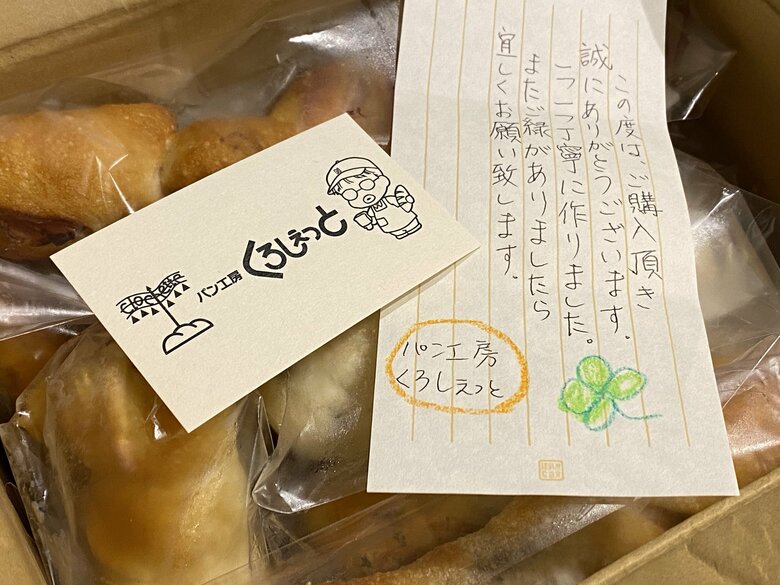 この度は、ご購入頂き
誠にありがとうございます。
一つ一つ丁寧に作りました。
またご縁がありましたら
宜しくお願い致します。
パン工房
くろしぇっと
パン工房
くろしぇっと
clochette